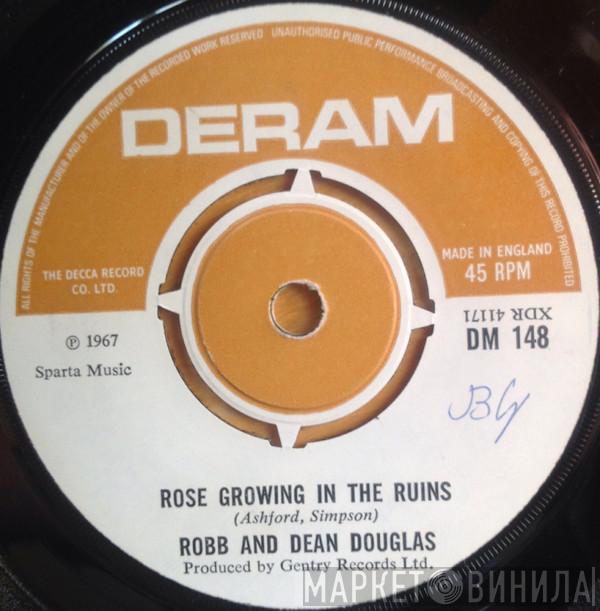 ALL RIGHTS OF THE MANUFACTURER AND OF THE OWNER OF THE RECORDED WORK RESERVED UNAUTHORISED PUBLIC PERFORMANCE BROADCASTING AND COPYING OF THIS RECORD PROHIBITED
DERAM
THE DECCA RECORD
CO. LTD.
MADE IN ENGLAND
45 RPM
XDR 41171
DM 148
℗ 1967
Sparta Music
ROSE GROWING IN THE RUINS
(Ashford, Simpson)
ROBB AND DEAN DOUGLAS
Produced by Gentry Records Ltd.
МАРКЕТ ВИНИЛА